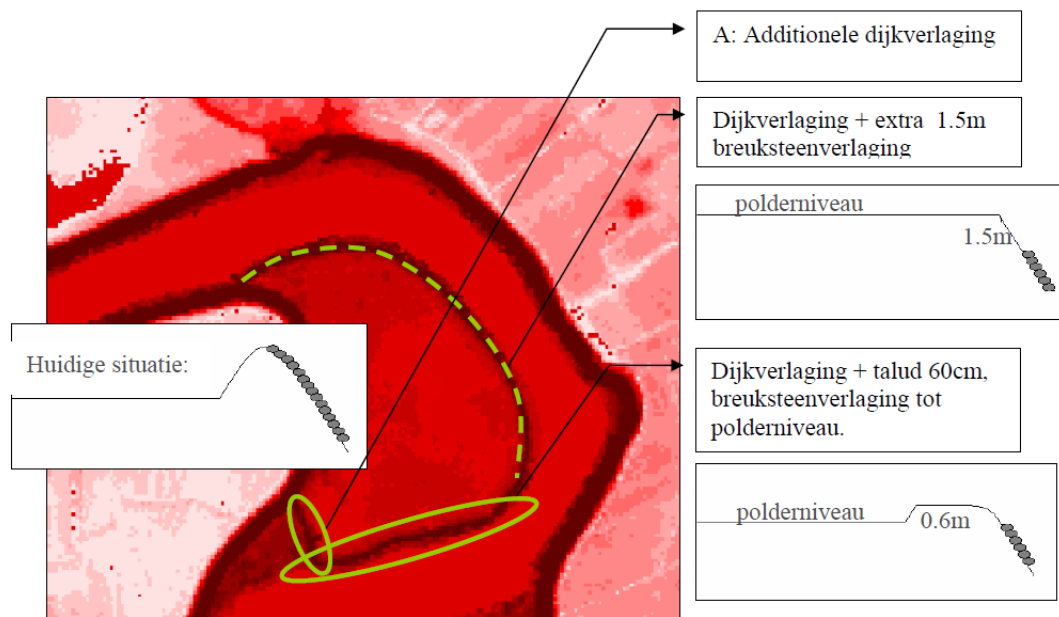 A: Additionele dijkverlaging
Dijkverlaging + extra 1.5m
breuksteenverlaging
polderniveau
1.5m
Huidige situatie:
Dijkverlaging + talud 60cm,
breuksteenverlaging tot
polderniveau.
polderniveau
0.6m